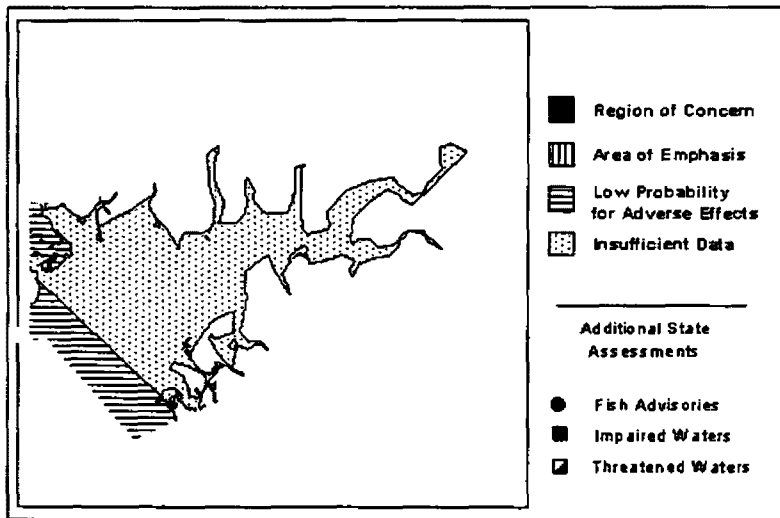 Region of Concern
Area of Emphasis
Low Probability
for Adverse Effects
Insufficient Data
Additional State
Assessments
Fish Advisories
Impaired Waters
Threatened Waters